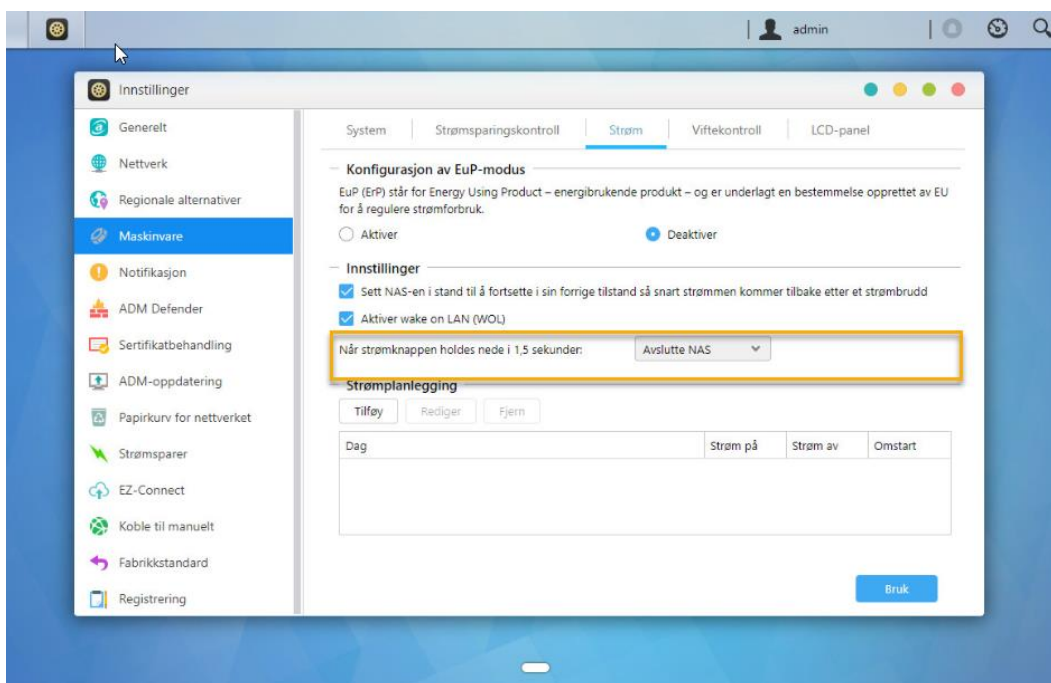 admin
Innstillinger
Generelt
Nettverk
Regionale alternativer
Maskinvare
Notifikasjon
ADM Defender
Sertifikatbehandling
ADM-oppdatering
Papirkurv for nettverket
Strømsparer
EZ-Connect
Koble til manuelt
Fabrikkstandard
Registrering
System Strømsparingskontroll Strøm Viftekontroll LCD-panel
Konfigurasjon av EuP-modus
EuP (ErP) står for Energy Using Product – energibrukende produkt – og er underlagt en bestemmelse opprettet av EU
for å regulere strømforbruk.
Aktiver Deaktiver
Innstillinger
Sett NAS-en i stand til å fortsette i sin forrige tilstand så snart strømmen kommer tilbake etter et strømbrudd
Aktiver wake on LAN (WOL)
Når strømknappen holdes nede i 1,5 sekunder: Avslutte NAS
Strømplanlegging
Tilføy Rediger Fjern
Dag Strøm på Strøm av Omstart
Bruk